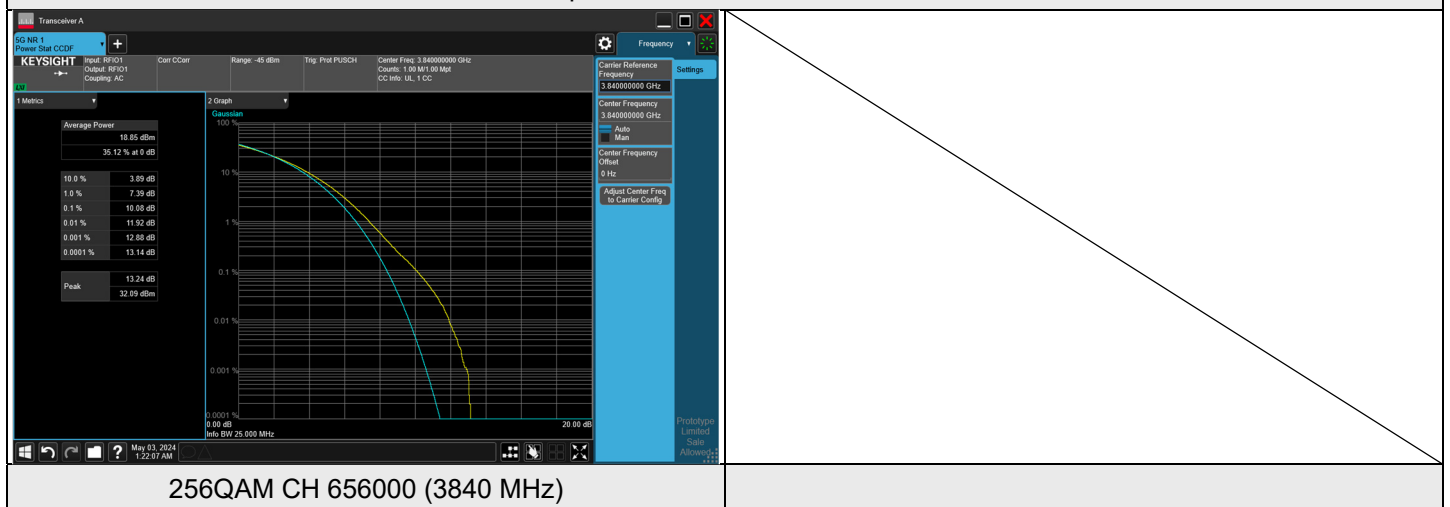 Transceiver A
5G NR 1
Power Stat CCDF
+
Frequency
KEYSIGHT
Input: RFIO1
Output: RFIO1
Coupling: AC
Corr CCorr
Range: -45 dBm
Trig: Prot PUSCH
Center Freq: 3.840000000 GHz
Counts: 1.00 M/1.00 Mpt
CC Info: UL, 1 CC
Carrier Reference
Frequency
3.840000000 GHz
Settings
Center Frequency
3.840000000 GHz
Auto
Man
Center Frequency
Offset
0 Hz
Adjust Center Freq
to Carrier Config
1 Metrics
Average Power
18.85 dBm
35.12 % at 0 dB
10.0 % 3.89 dB
1.0 % 7.39 dB
0.1 % 10.08 dB
0.01 % 11.92 dB
0.001 % 12.88 dB
0.0001 % 13.14 dB
Peak
13.24 dB
32.09 dBm
2 Graph
Gaussian
100 %
10 %
1 %
0.1 %
0.01 %
0.001 %
0.0001 %
0.00 dB
20.00 dB
Info BW 25.000 MHz
Prototype
Limited
Sale
Allowed
?
May 03, 2024
1:22:07 AM
256QAM CH 656000 (3840 MHz)